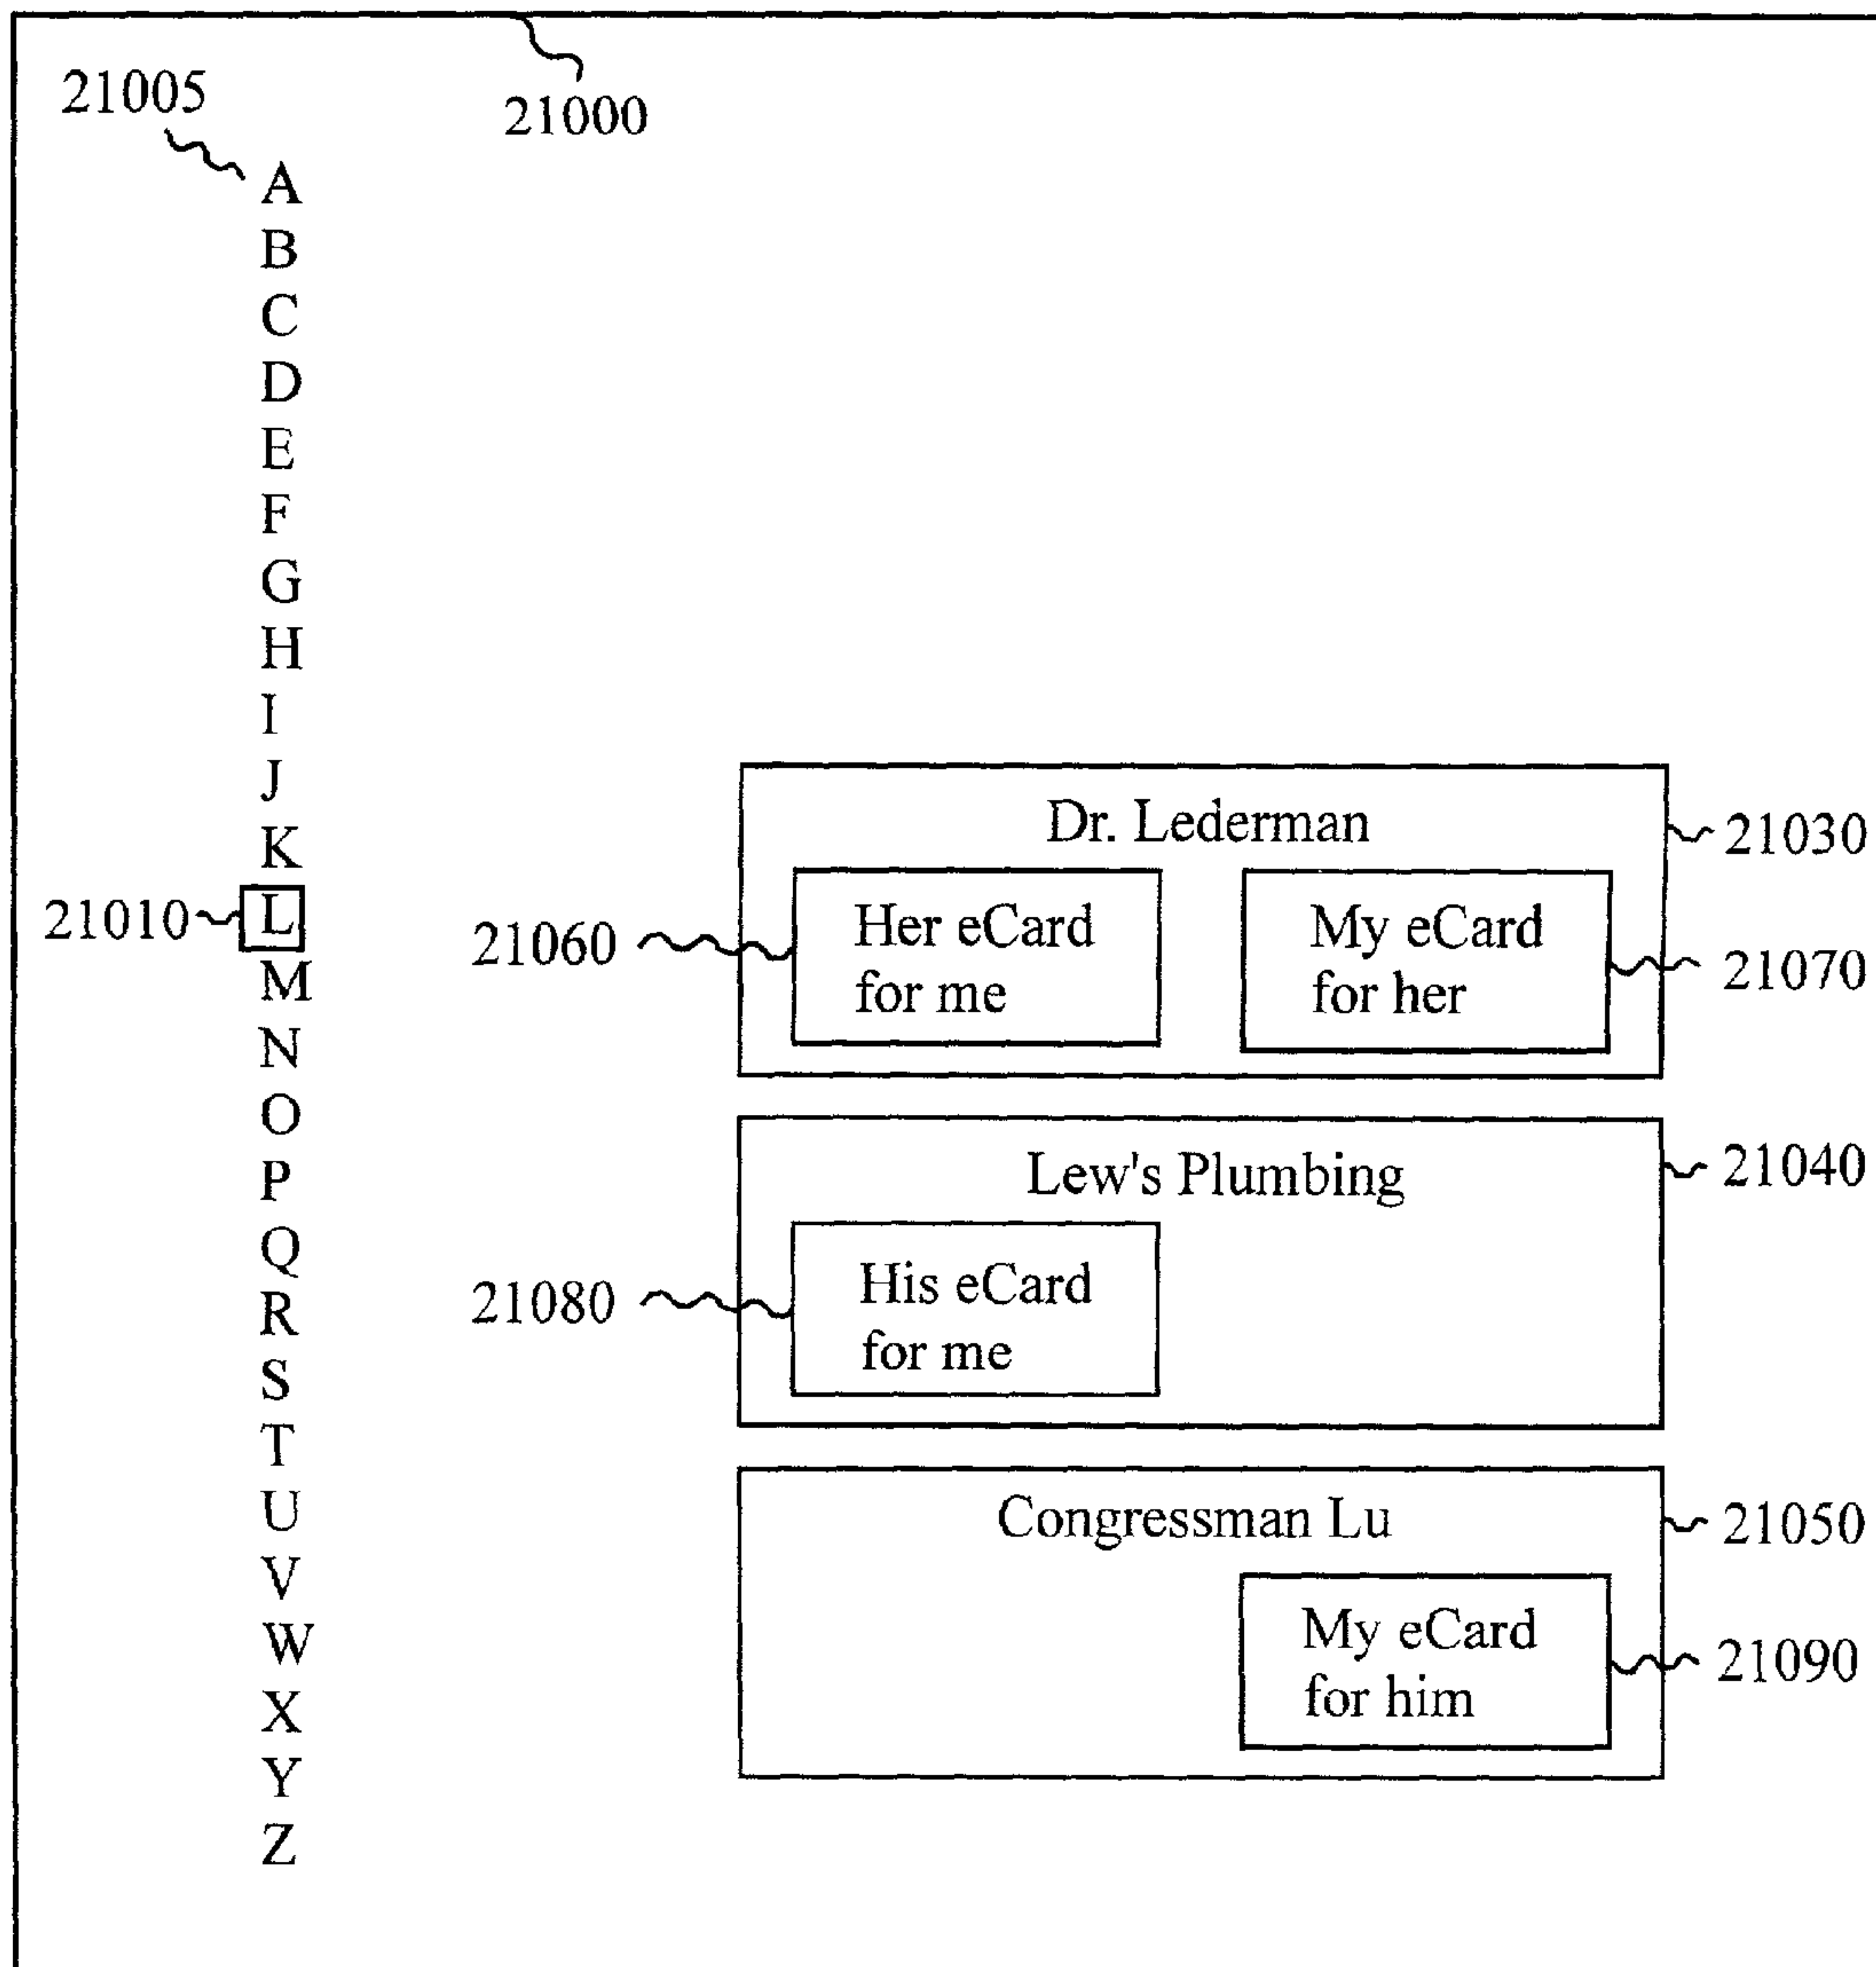 21005
21000
A
B
C
D
E
F
G
H
I
J
K
21010
L
M
N
O
P
Q
R
S
T
U
V
W
X
Y
Z
Dr. Lederman
21030
21060
Her eCard
for me
My eCard
for her
21070
Lew's Plumbing
21040
21080
His eCard
for me
Congressman Lu
21050
My eCard
for him
21090